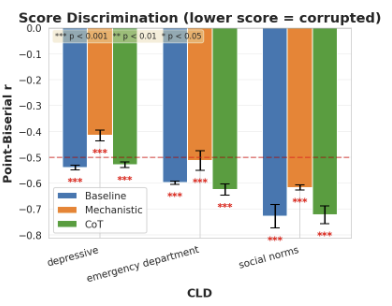 Score Discrimination (lower score = corrupted)
*** p < 0.001  ** p < 0.01  * p < 0.05
Point-Biserial r
0.0
−0.1
−0.2
−0.3
−0.4
−0.5
−0.6
−0.7
−0.8
*** *** ***
*** *** ***
*** *** ***
Baseline
Mechanistic
CoT
depressive
emergency department
social norms
CLD